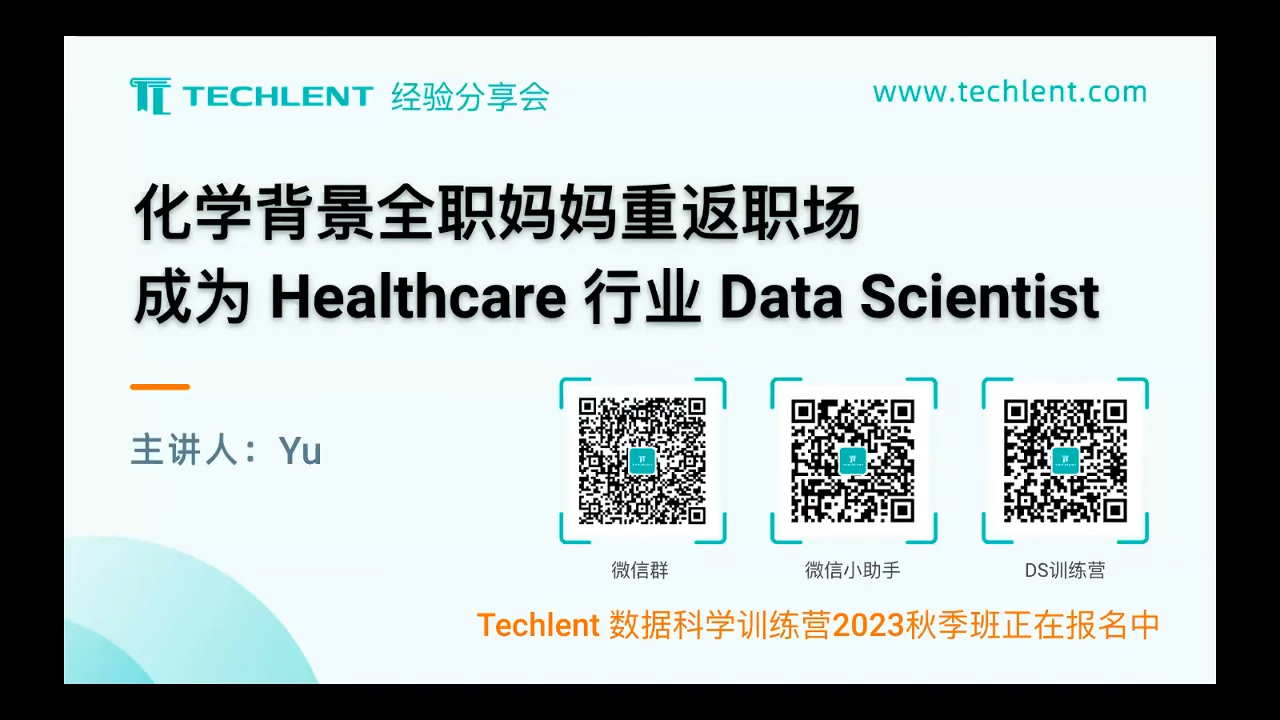 TECHLENT 经验分享会
www.techlent.com
化学背景全职妈妈重返职场
成为 Healthcare 行业 Data Scientist
主讲人：Yu
微信群
微信小助手
DS训练营
Techlent 数据科学训练营2023秋季班正在报名中